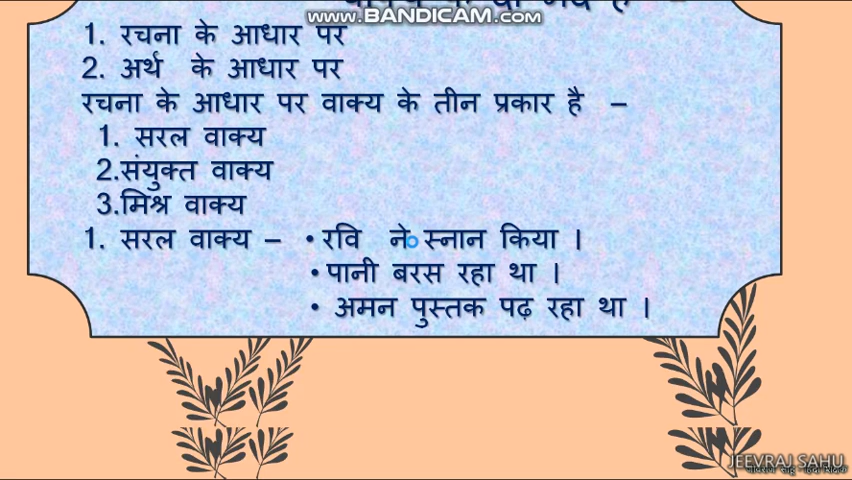 WWW.BANDICAM.COM
1. रचना के आधार पर
2. अर्थ के आधार पर
रचना के आधार पर वाक्य के तीन प्रकार है –
1. सरल वाक्य
2.संयुक्त वाक्य
3.मिश्र वाक्य
1. सरल वाक्य – • रवि ने स्नान किया ।
• पानी बरस रहा था ।
• अमन पुस्तक पढ़ रहा था ।
JEEVRAJ SAHU